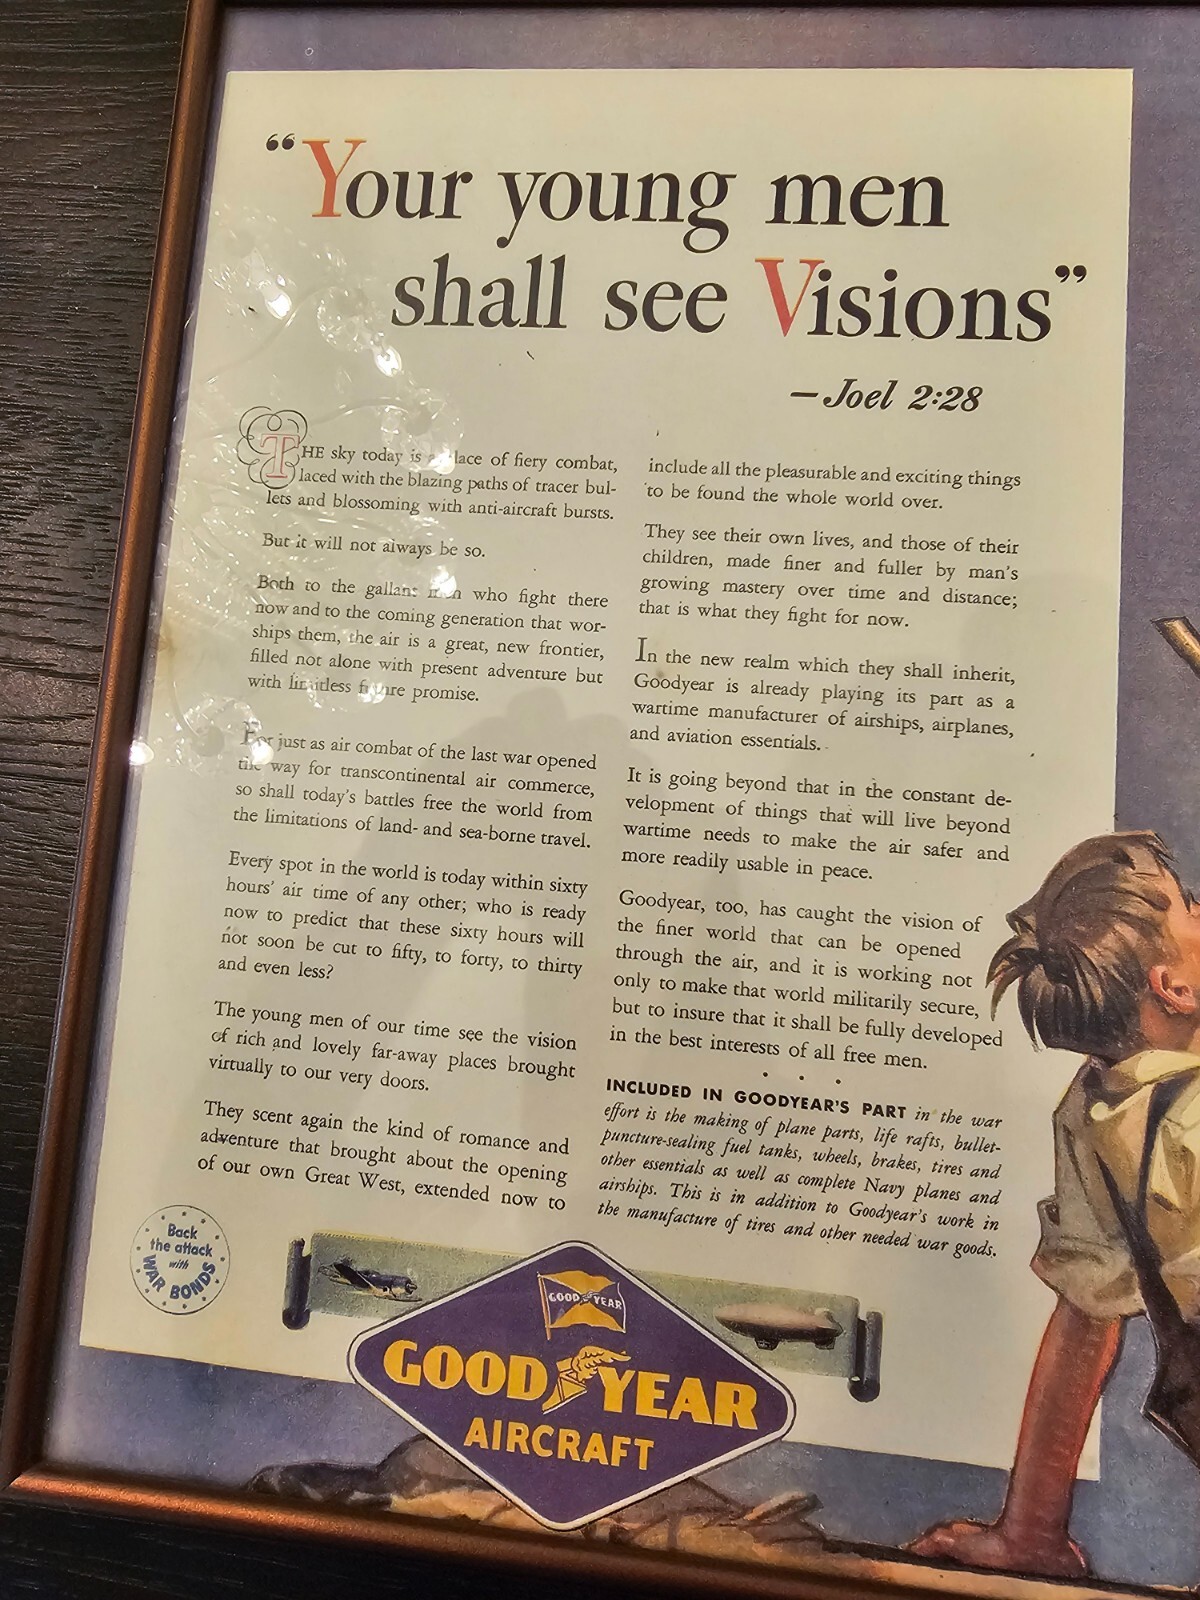 “Your young men
shall see Visions”
—Joel 2:28
THE sky today is a place of fiery combat,
laced with the blazing paths of tracer bul-
lets and blossoming with anti-aircraft bursts.
But it will not always be so.
Both to the gallant men who fight there
now and to the coming generation that wor-
ships them, the air is a great, new frontier,
filled not alone with present adventure but
with limitless future promise.
For just as air combat of the last war opened
the way for transcontinental air commerce,
so shall today's battles free the world from
the limitations of land- and sea-borne travel.
Every spot in the world is today within sixty
hours' air time of any other; who is ready
now to predict that these sixty hours will
not soon be cut to fifty, to forty, to thirty
and even less?
The young men of our time see the vision
of rich and lovely far-away places brought
virtually to our very doors.
They scent again the kind of romance and
adventure that brought about the opening
of our own Great West, extended now to
include all the pleasurable and exciting things
to be found the whole world over.
They see their own lives, and those of their
children, made finer and fuller by man's
growing mastery over time and distance;
that is what they fight for now.
In the new realm which they shall inherit,
Goodyear is already playing its part as a
wartime manufacturer of airships, airplanes,
and aviation essentials.
It is going beyond that in the constant de-
velopment of things that will live beyond
wartime needs to make the air safer and
more readily usable in peace.
Goodyear, too, has caught the vision of
the finer world that can be opened
through the air, and it is working not
only to make that world militarily secure,
but to insure that it shall be fully developed
in the best interests of all free men.
• • •
INCLUDED IN GOODYEAR'S PART in the war
effort is the making of plane parts, life rafts, bullet-
puncture-sealing fuel tanks, wheels, brakes, tires and
other essentials as well as complete Navy planes and
airships. This is in addition to Goodyear's work in
the manufacture of tires and other needed war goods.
Back
the attack
with
WAR BONDS
GOOD YEAR
GOOD YEAR
AIRCRAFT